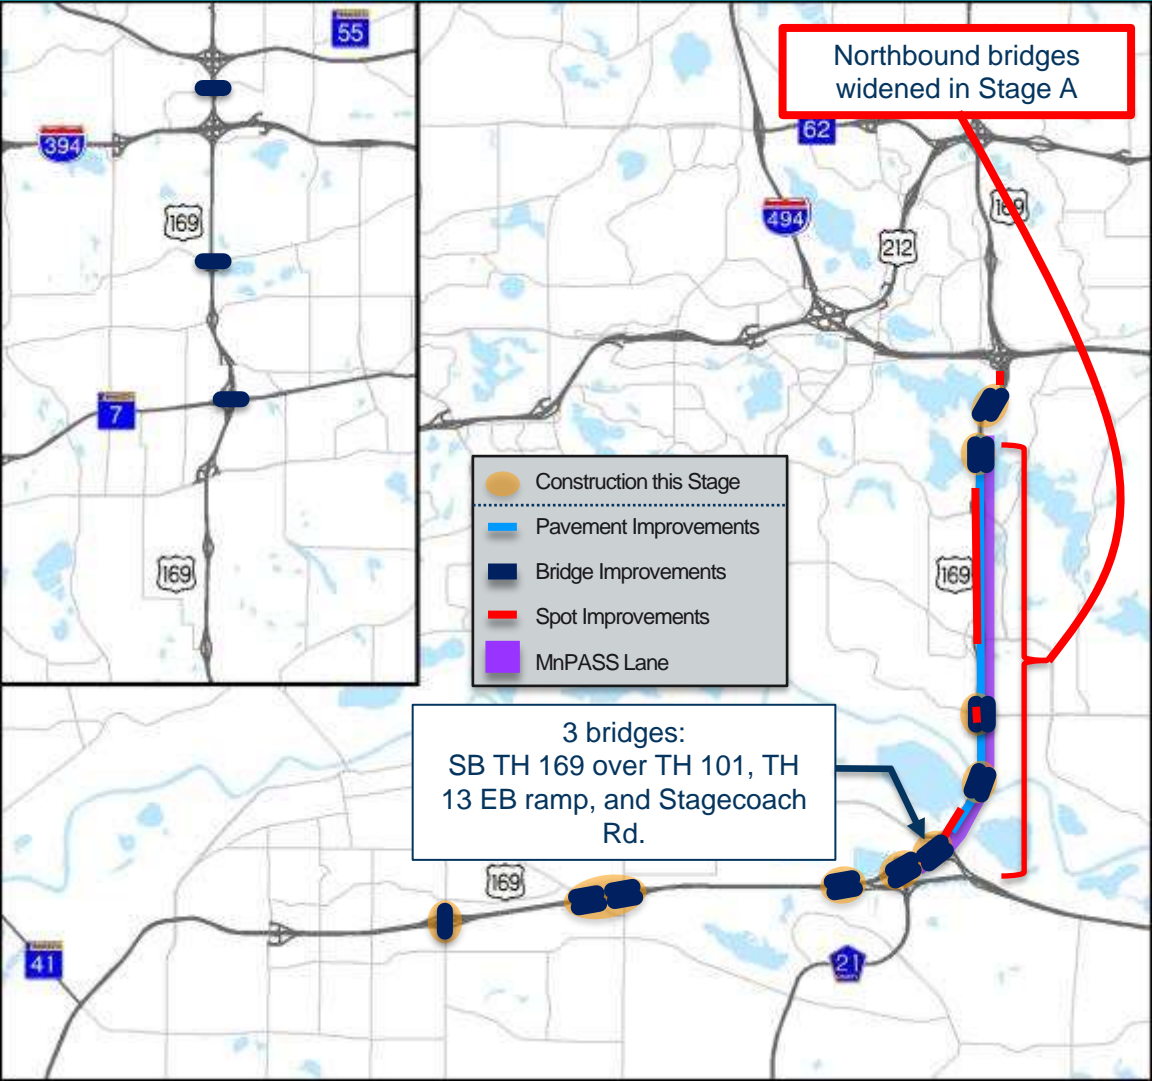 55
394
169
7
169
Northbound bridges
widened in Stage A
62
169
494
212
Construction this Stage
Pavement Improvements
Bridge Improvements
Spot Improvements
MnPASS Lane
169
3 bridges:
SB TH 169 over TH 101, TH
13 EB ramp, and Stagecoach
Rd.
169
41
21